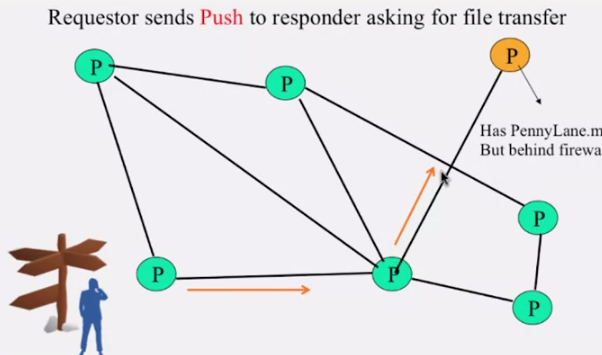 Requestor sends Push to responder asking for file transfer
P
P
P
Has PennyLane.m
But behind firewa
P
P
P
P